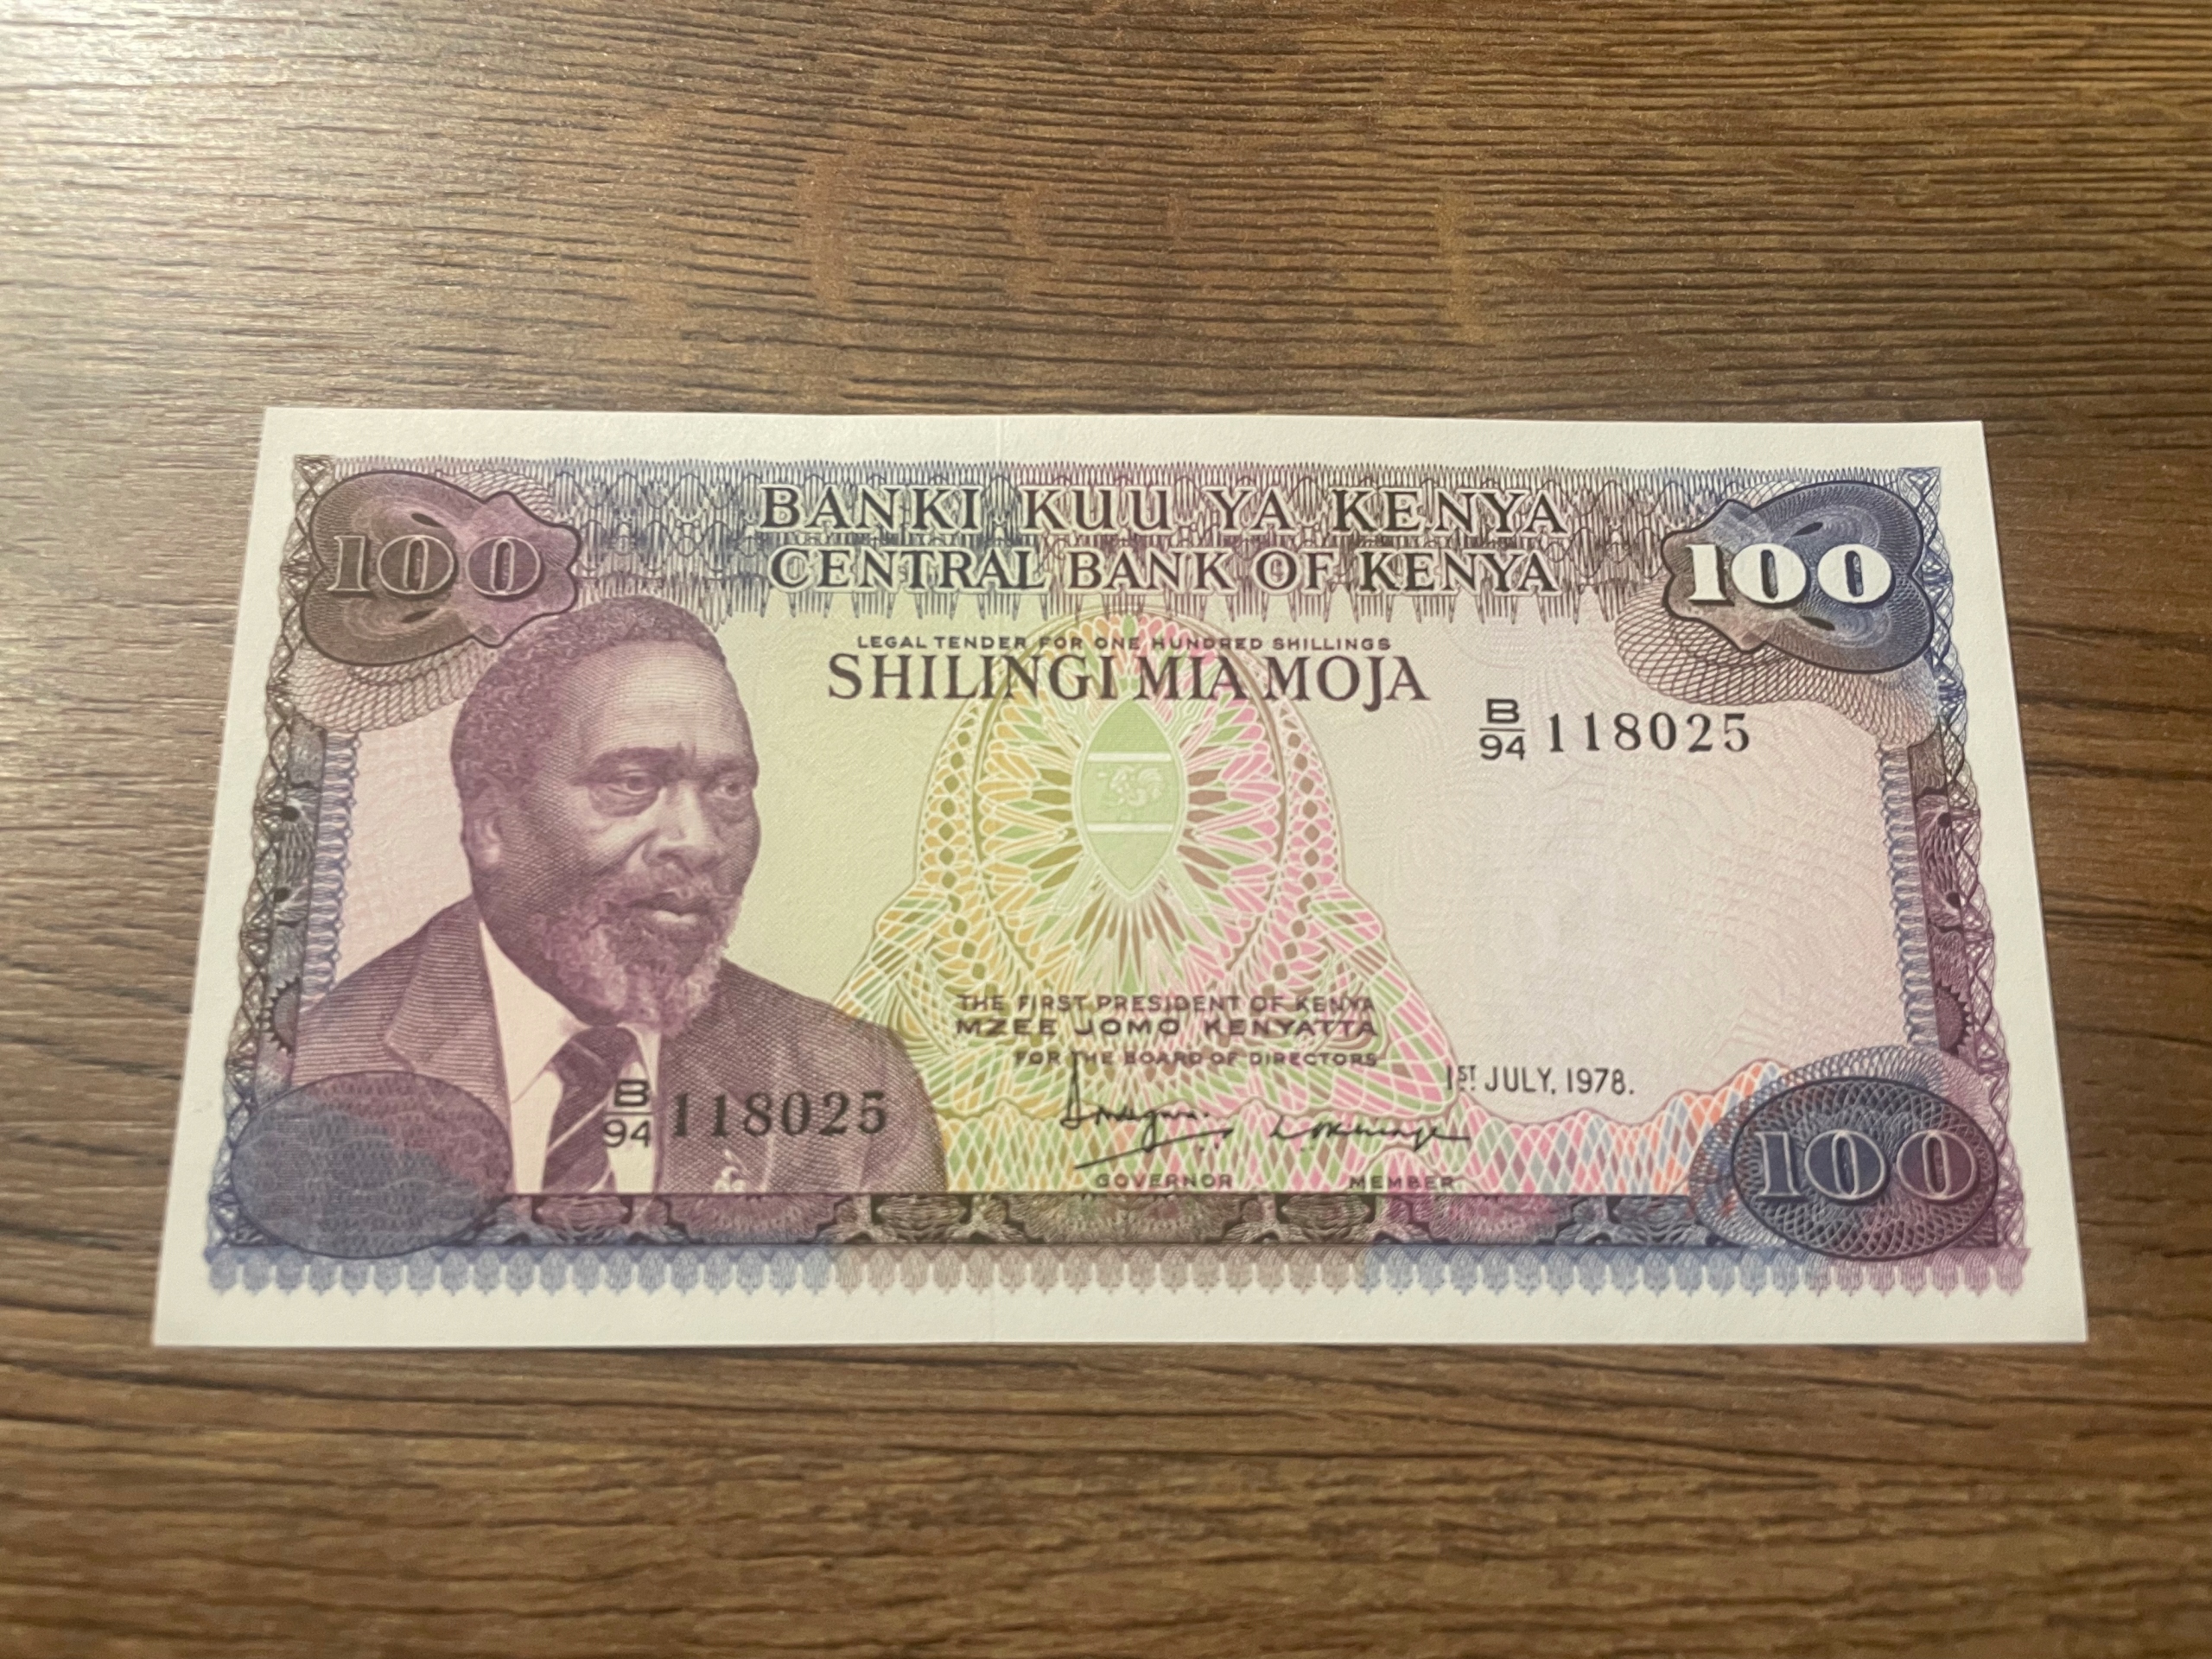 BANKI KUU YA KENYA
CENTRAL BANK OF KENYA
100
100
LEGAL TENDER FOR ONE HUNDRED SHILLINGS
SHILINGI MIA MOJA
B/94 118025
THE FIRST PRESIDENT OF KENYA
MZEE JOMO KENYATTA
FOR THE BOARD OF DIRECTORS
1ST JULY, 1978.
B/94 118025
GOVERNOR
MEMBER
100